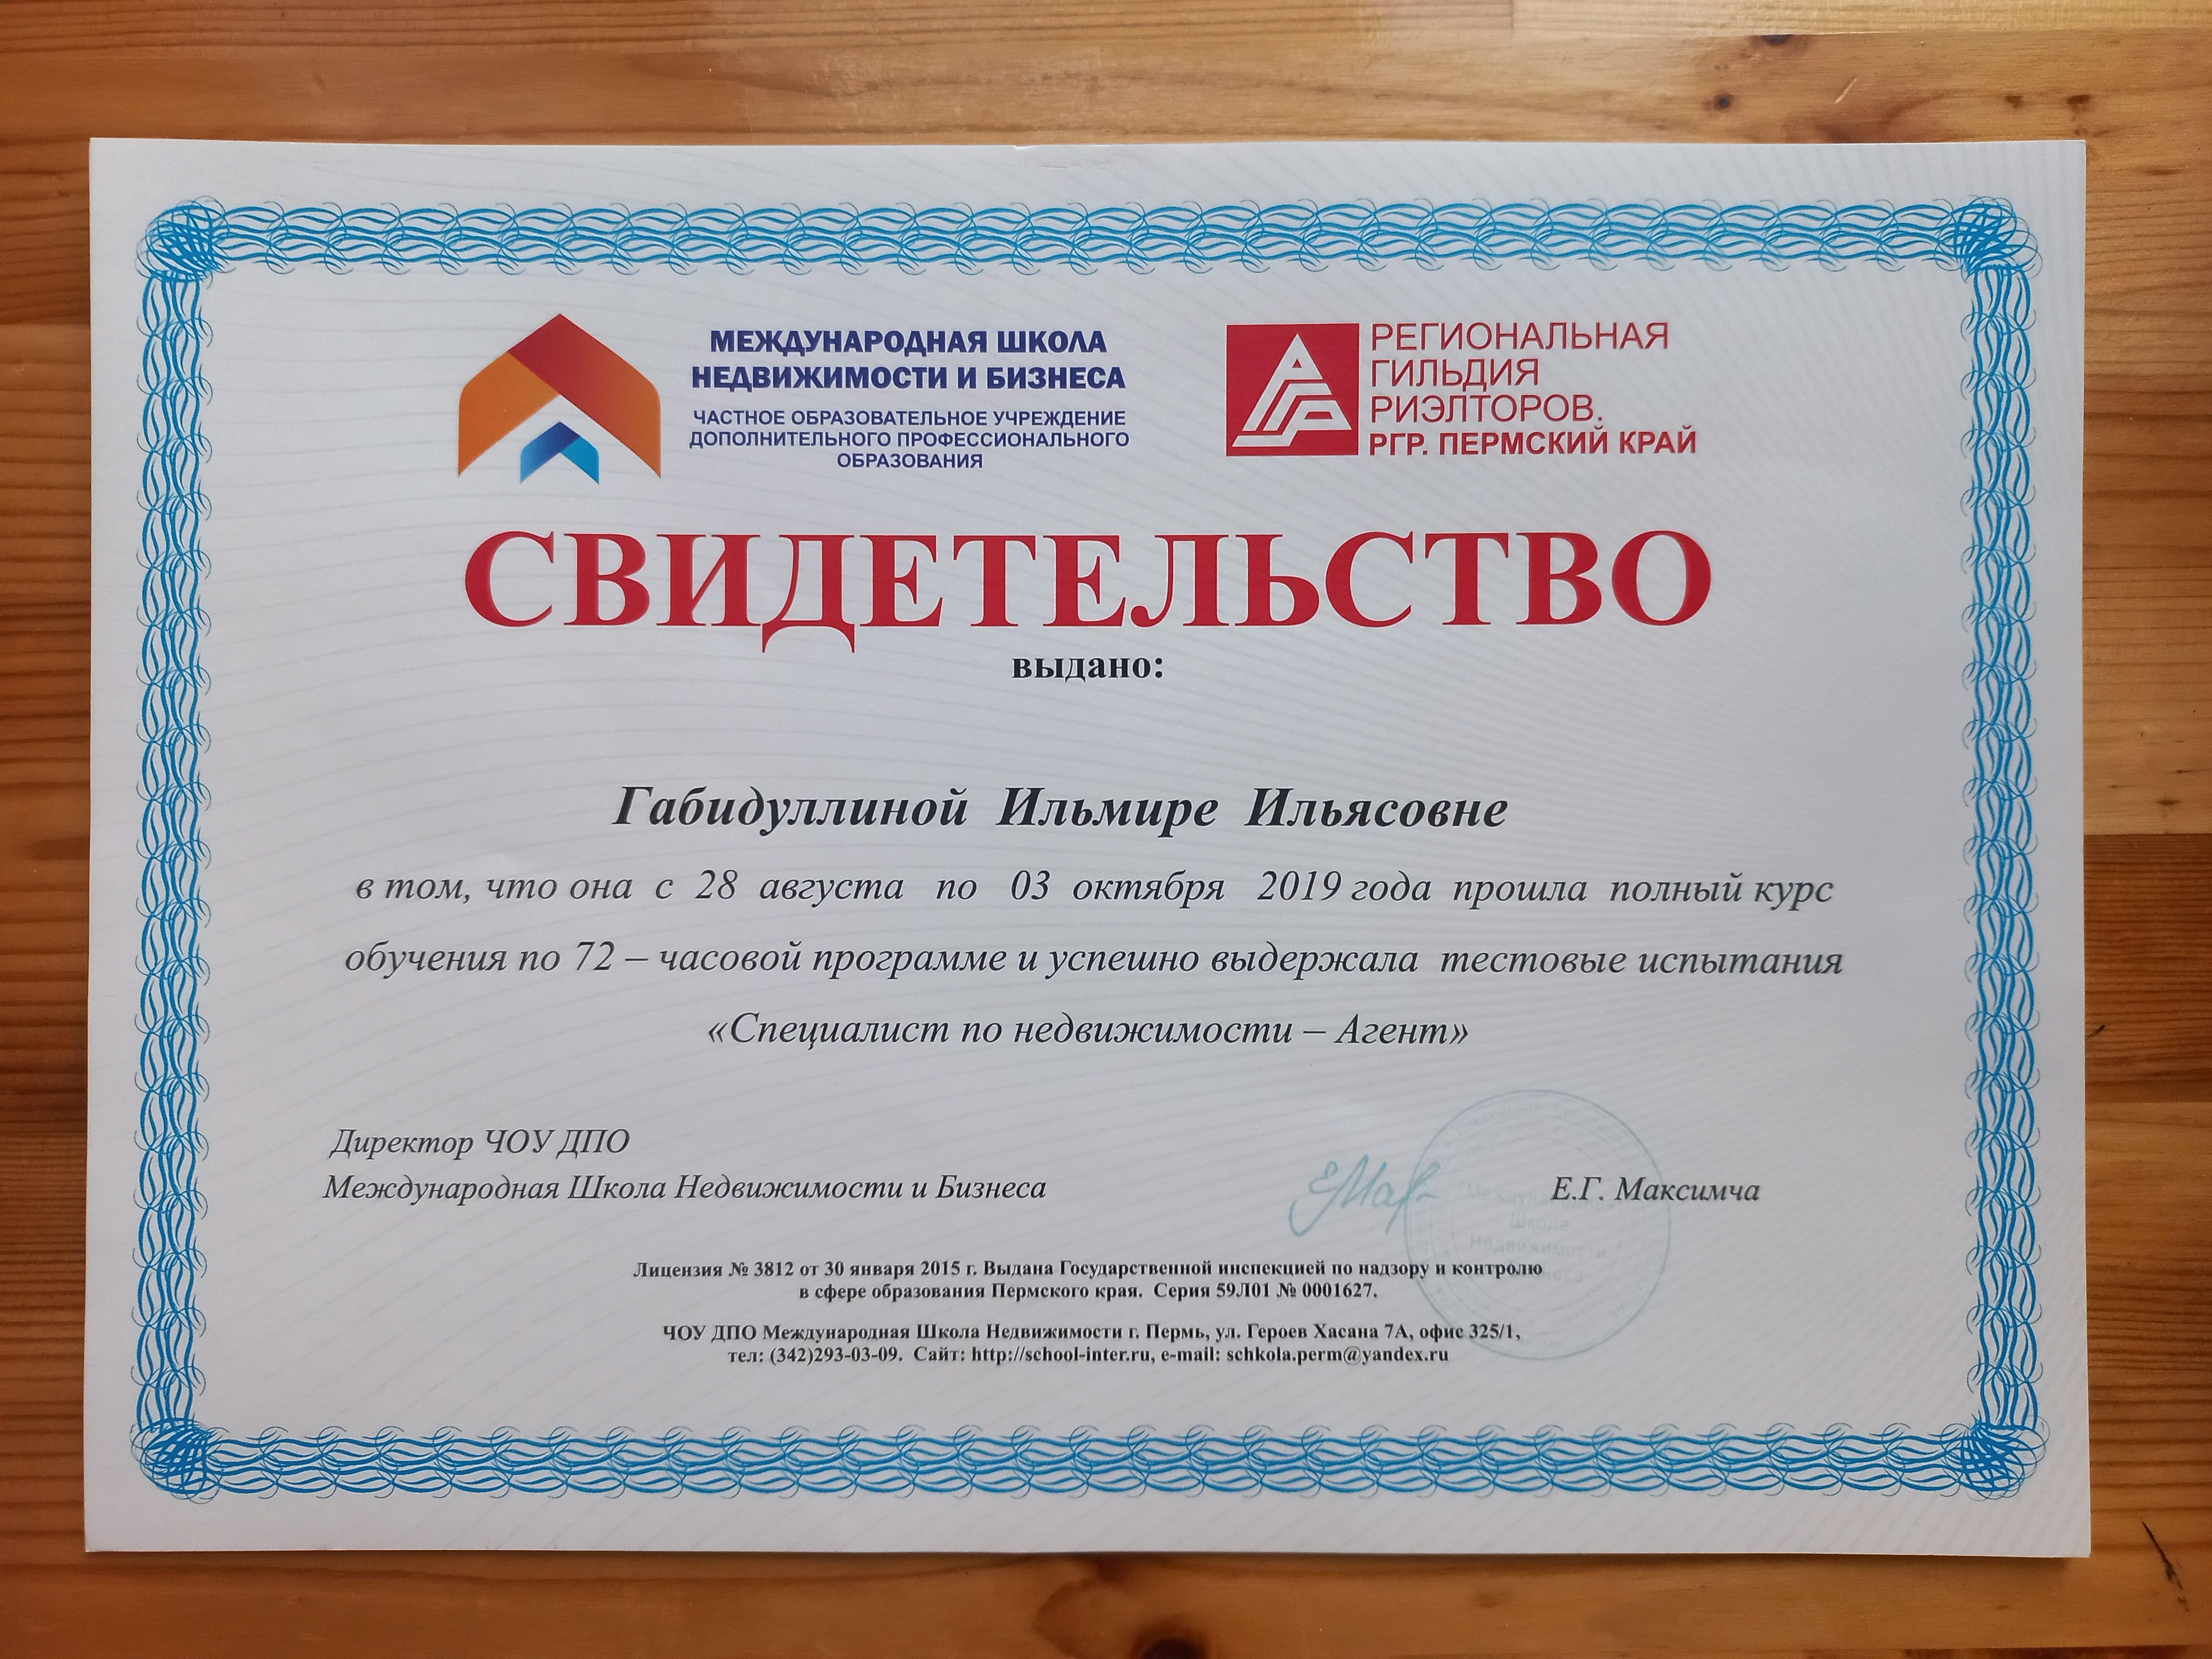 МЕЖДУНАРОДНАЯ ШКОЛА
НЕДВИЖИМОСТИ И БИЗНЕСА
ЧАСТНОЕ ОБРАЗОВАТЕЛЬНОЕ УЧРЕЖДЕНИЕ
ДОПОЛНИТЕЛЬНОГО ПРОФЕССИОНАЛЬНОГО
ОБРАЗОВАНИЯ
РЕГИОНАЛЬНАЯ
ГИЛЬДИЯ
РИЭЛТОРОВ.
РГР. ПЕРМСКИЙ КРАЙ
СВИДЕТЕЛЬСТВО
выдано:
Габидуллиной Ильмире Ильясовне
в том, что она с 28 августа по 03 октября 2019 года прошла полный курс
обучения по 72 – часовой программе и успешно выдержала тестовые испытания
«Специалист по недвижимости – Агент»
Директор ЧОУ ДПО
Международная Школа Недвижимости и Бизнеса
Е.Г. Максимча
Школа
Недвижимости
Лицензия № 3812 от 30 января 2015 г. Выдана Государственной инспекцией по надзору и контролю
в сфере образования Пермского края. Серия 59Л01 № 0001627.
ЧОУ ДПО Международная Школа Недвижимости г. Пермь, ул. Героев Хасана 7А, офис 325/1,
тел: (342)293-03-09. Сайт: http://school-inter.ru, e-mail: schkola.perm@yandex.ru